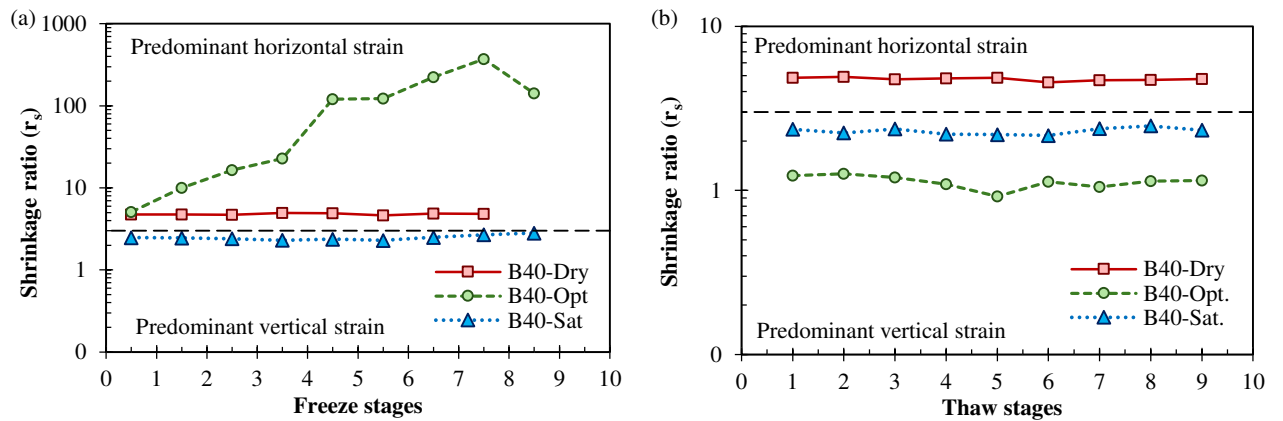 (a)
1000
100
10
1
0
Shrinkage ratio (rs)
Predominant horizontal strain
B40-Dry
B40-Opt
B40-Sat
Predominant vertical strain
0 1 2 3 4 5 6 7 8 9 10
Freeze stages
(b)
10
1
0
Shrinkage ratio (rs)
Predominant horizontal strain
B40-Dry
B40-Opt.
B40-Sat.
Predominant vertical strain
0 1 2 3 4 5 6 7 8 9 10
Thaw stages